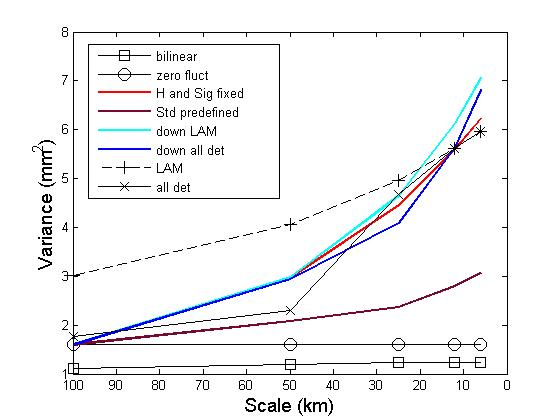 8
7
6
5
4
3
2
1
Variance (mm2)
bilinear
zero fluct
H and Sig fixed
Std predefined
down LAM
down all det
LAM
all det
100 90 80 70 60 50 40 30 20 10 0
Scale (km)